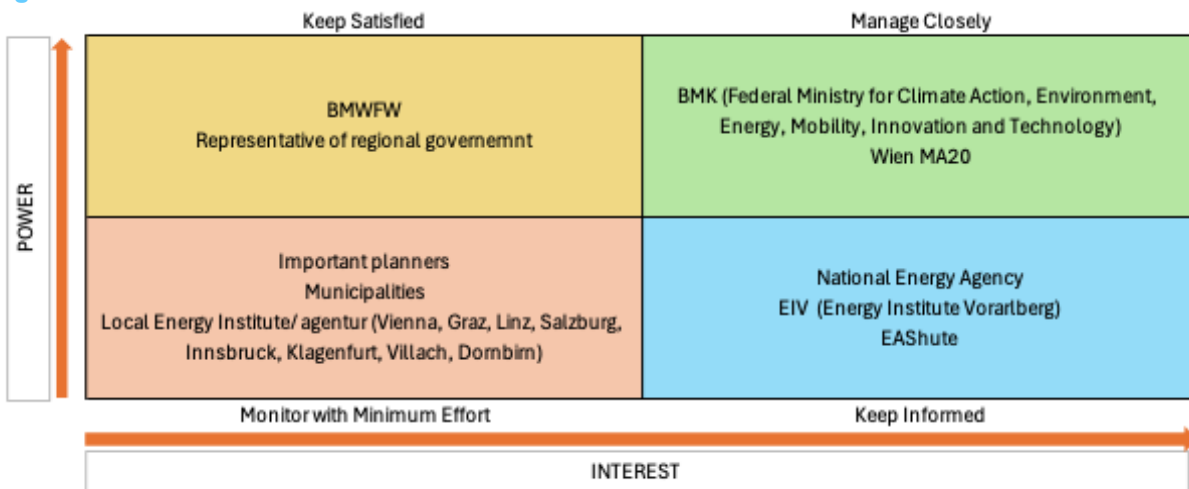 Keep Satisfied
Manage Closely
POWER
BMWFW
Representative of regional governemnt
BMK (Federal Ministry for Climate Action, Environment,
Energy, Mobility, Innovation and Technology)
Wien MA20
Important planners
Municipalities
Local Energy Institute/ agentur (Vienna, Graz, Linz, Salzburg,
Innsbruck, Klagenfurt, Villach, Dornbirn)
National Energy Agency
EIV (Energy Institute Vorarlberg)
EAShute
Monitor with Minimum Effort
Keep Informed
INTEREST